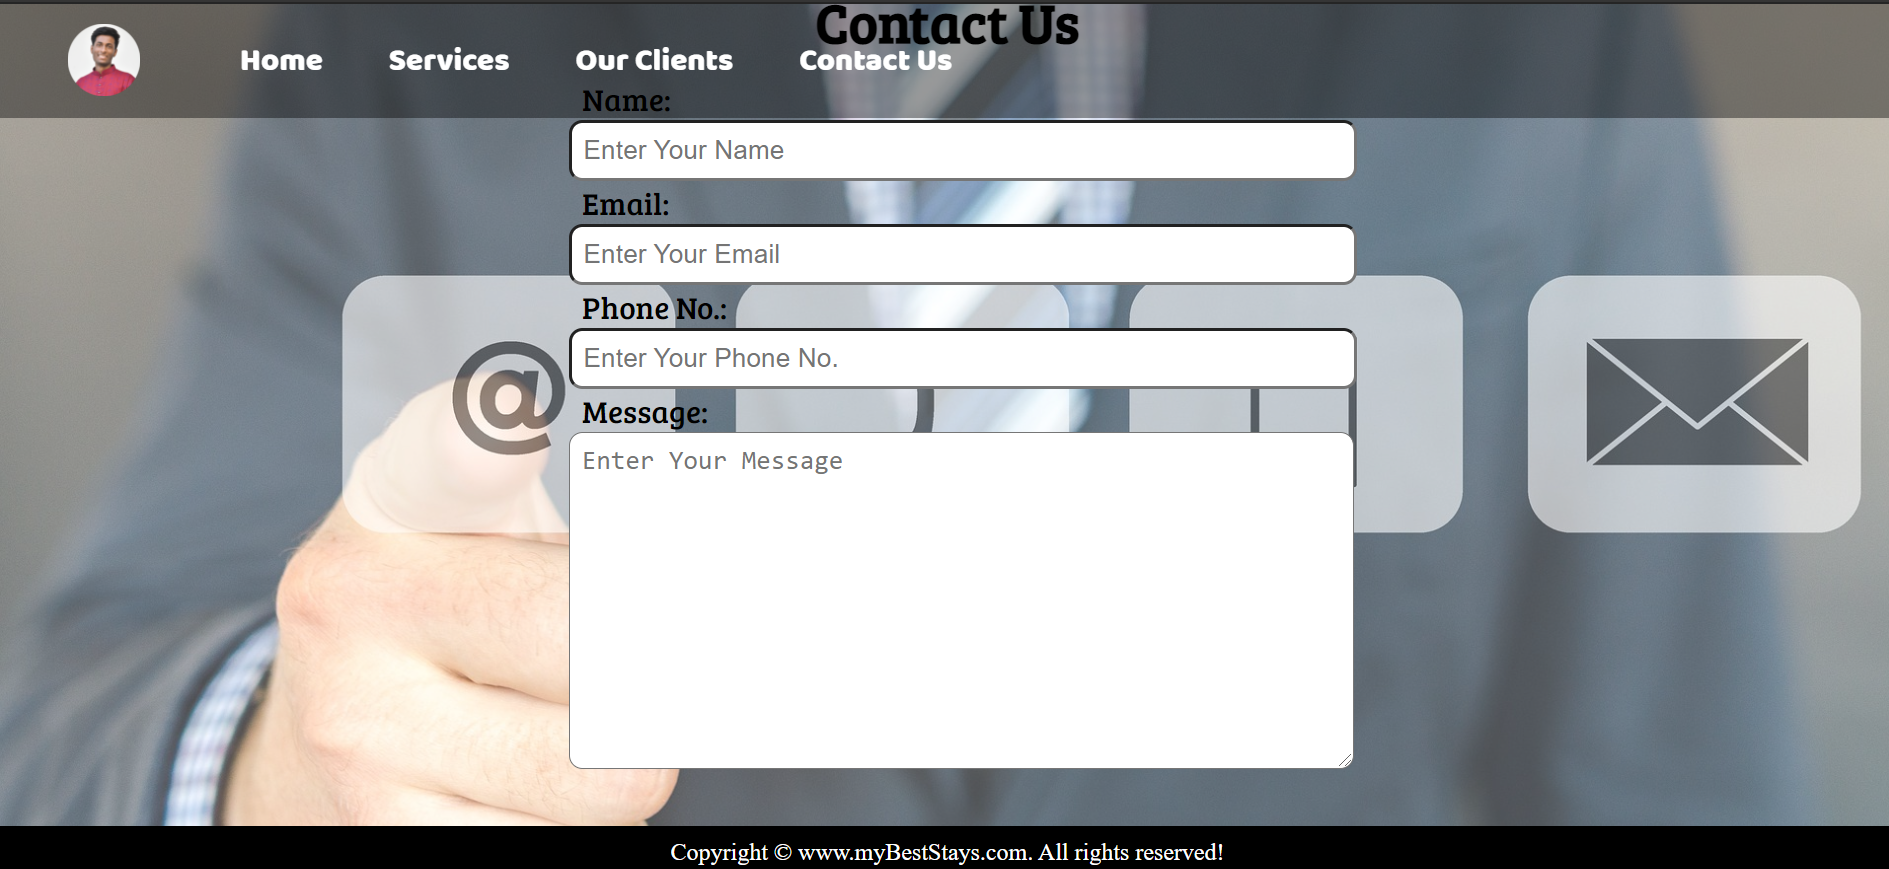 Contact Us
Home Services Our Clients Contact Us
Name:
Enter Your Name
Email:
Enter Your Email
Phone No.:
Enter Your Phone No.
@
Message:
Enter Your Message
Copyright © www.myBestStays.com. All rights reserved!